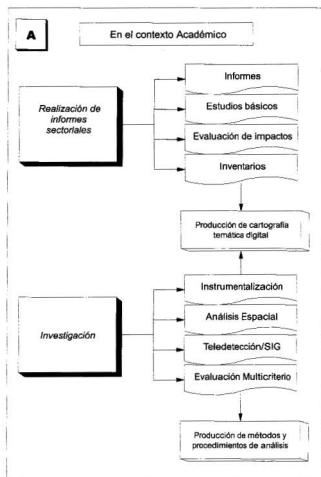 A
En el contexto Académico
Realización de
informes
sectoriales
Informes
Estudios básicos
Evaluación de impactos
Inventarios
Producción de cartografía
temática digital
Investigación
Instrumentalización
Análisis Espacial
Teledetección/SIG
Evaluación Multicriterio
Producción de métodos y
procedimientos de análisis